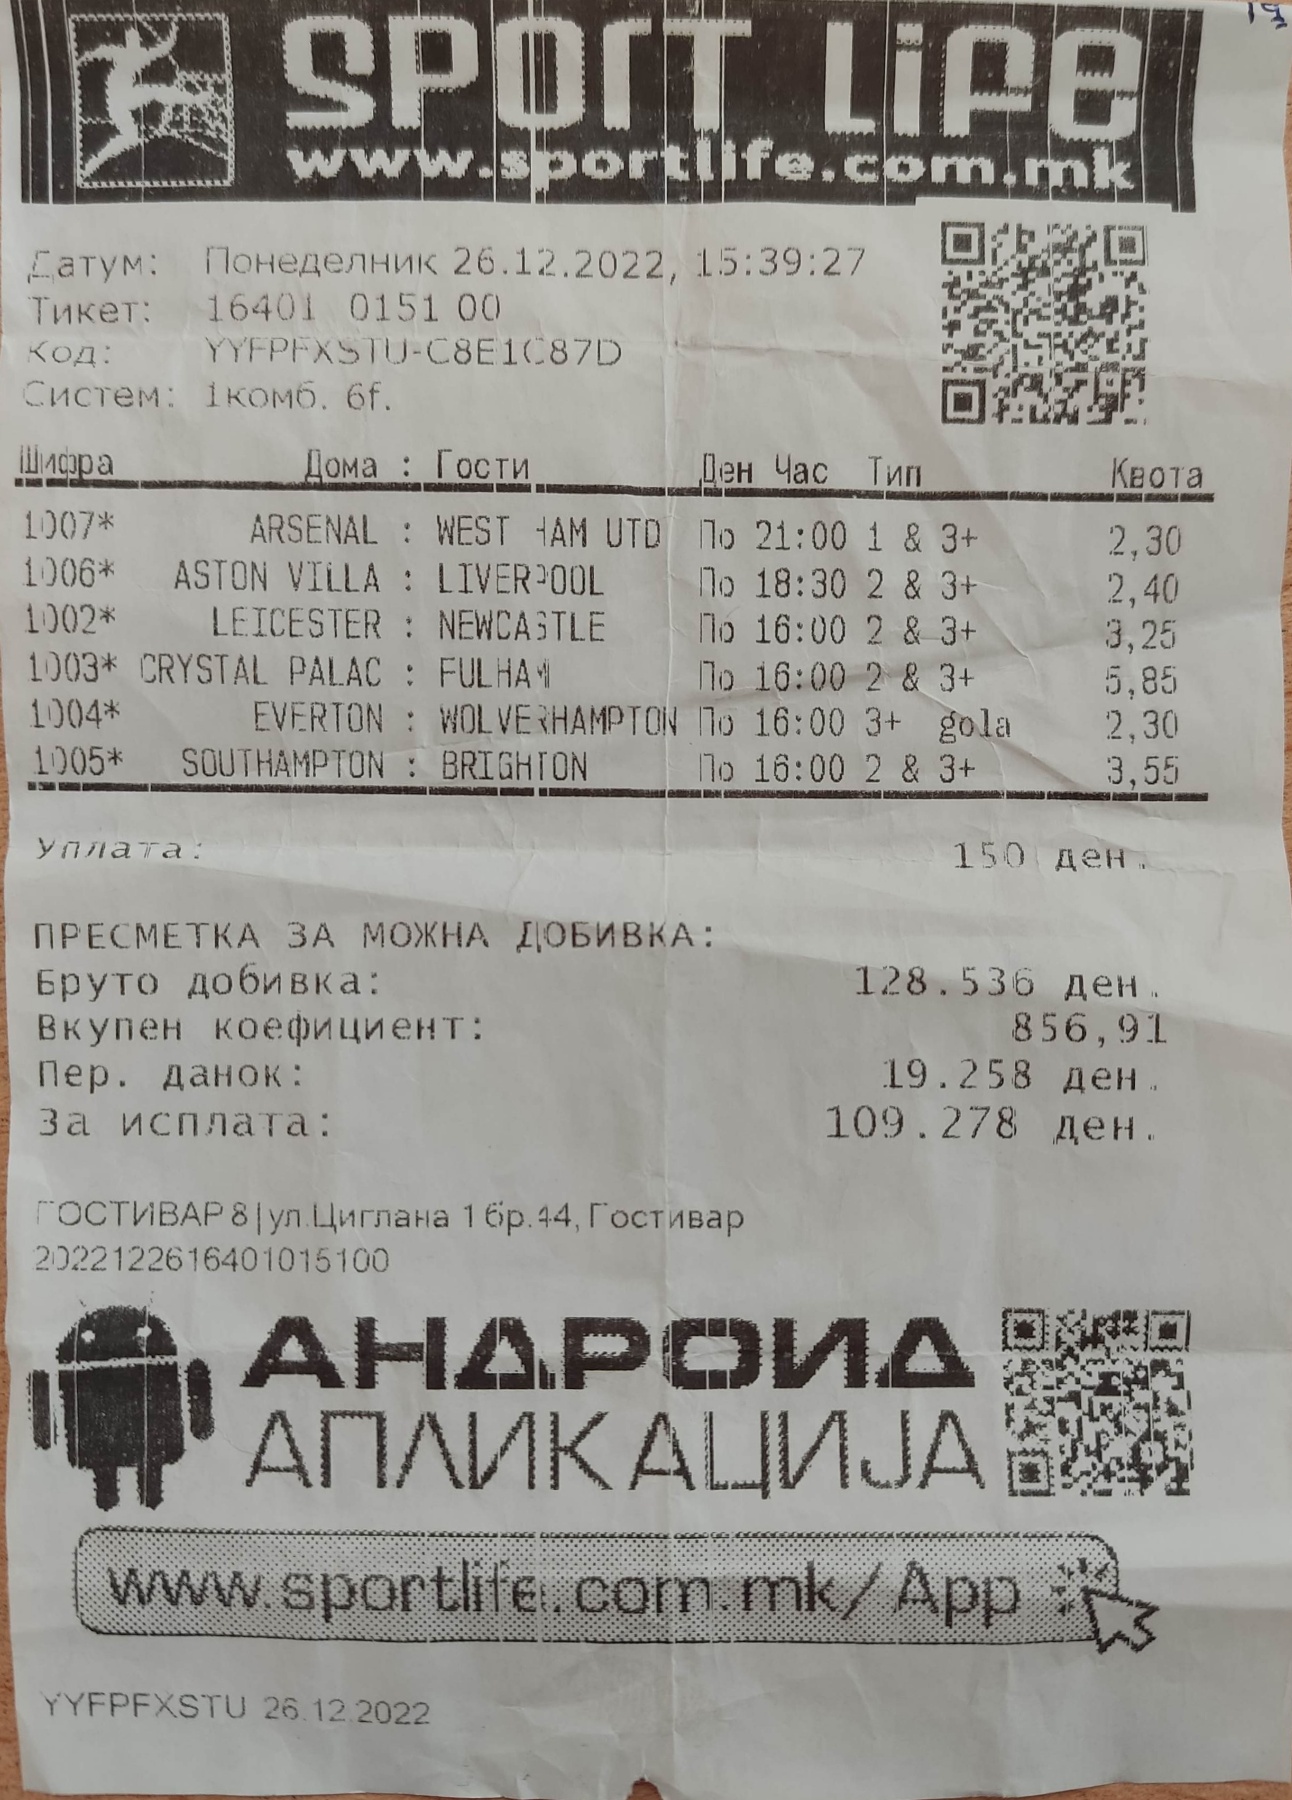 SPORT LIFE
www.sportlife.com.mk
Датум: Понеделник 26.12.2022, 15:39:27
Тикет: 16401 0151 00
Код: YYFPFXSTU-C8E1C87D
Систем: 1комб. 6f.
Шифра Дома : Гости Ден Час Тип Квота
1007* ARSENAL : WEST HAM UTD По 21:00 1 & 3+ 2,30
1006* ASTON VILLA : LIVERPOOL По 18:30 2 & 3+ 2,40
1002* LEICESTER : NEWCASTLE По 16:00 2 & 3+ 3,25
1003* CRYSTAL PALAC : FULHAM По 16:00 2 & 3+ 5,85
1004* EVERTON : WOLVERHAMPTON По 16:00 3+ gola 2,30
1005* SOUTHAMPTON : BRIGHTON По 16:00 2 & 3+ 3,55
Уплата: 150 ден.
ПРЕСМЕТКА ЗА МОЖНА ДОБИВКА:
Бруто добивка: 128.536 ден.
Вкупен коефициент: 856,91
Пер. данок: 19.258 ден.
За исплата: 109.278 ден.
ГОСТИВАР 8|ул.Циглана 1 бр.44, Гостивар
2022122616401015100
АНДРОИД
АПЛИКАЦИЈА
www.sportlife.com.mk/App
YYFPFXSTU 26.12.2022